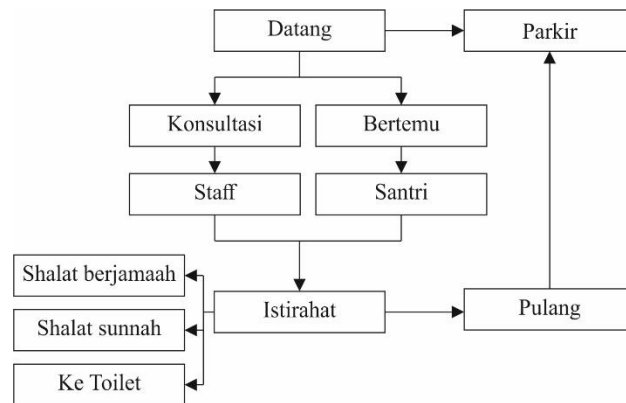 Datang
Parkir
Konsultasi
Bertemu
Staff
Santri
Shalat berjamaah
Istirahat
Pulang
Shalat sunnah
Ke Toilet